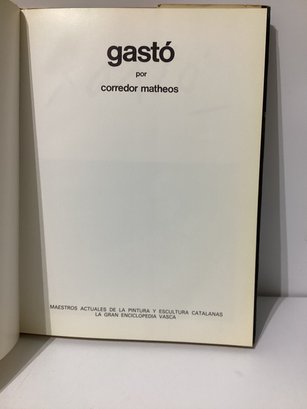 gastó
por
corredor matheos
MAESTROS ACTUALES DE LA PINTURA Y ESCULTURA CATALANAS
LA GRAN ENCICLOPEDIA VASCA